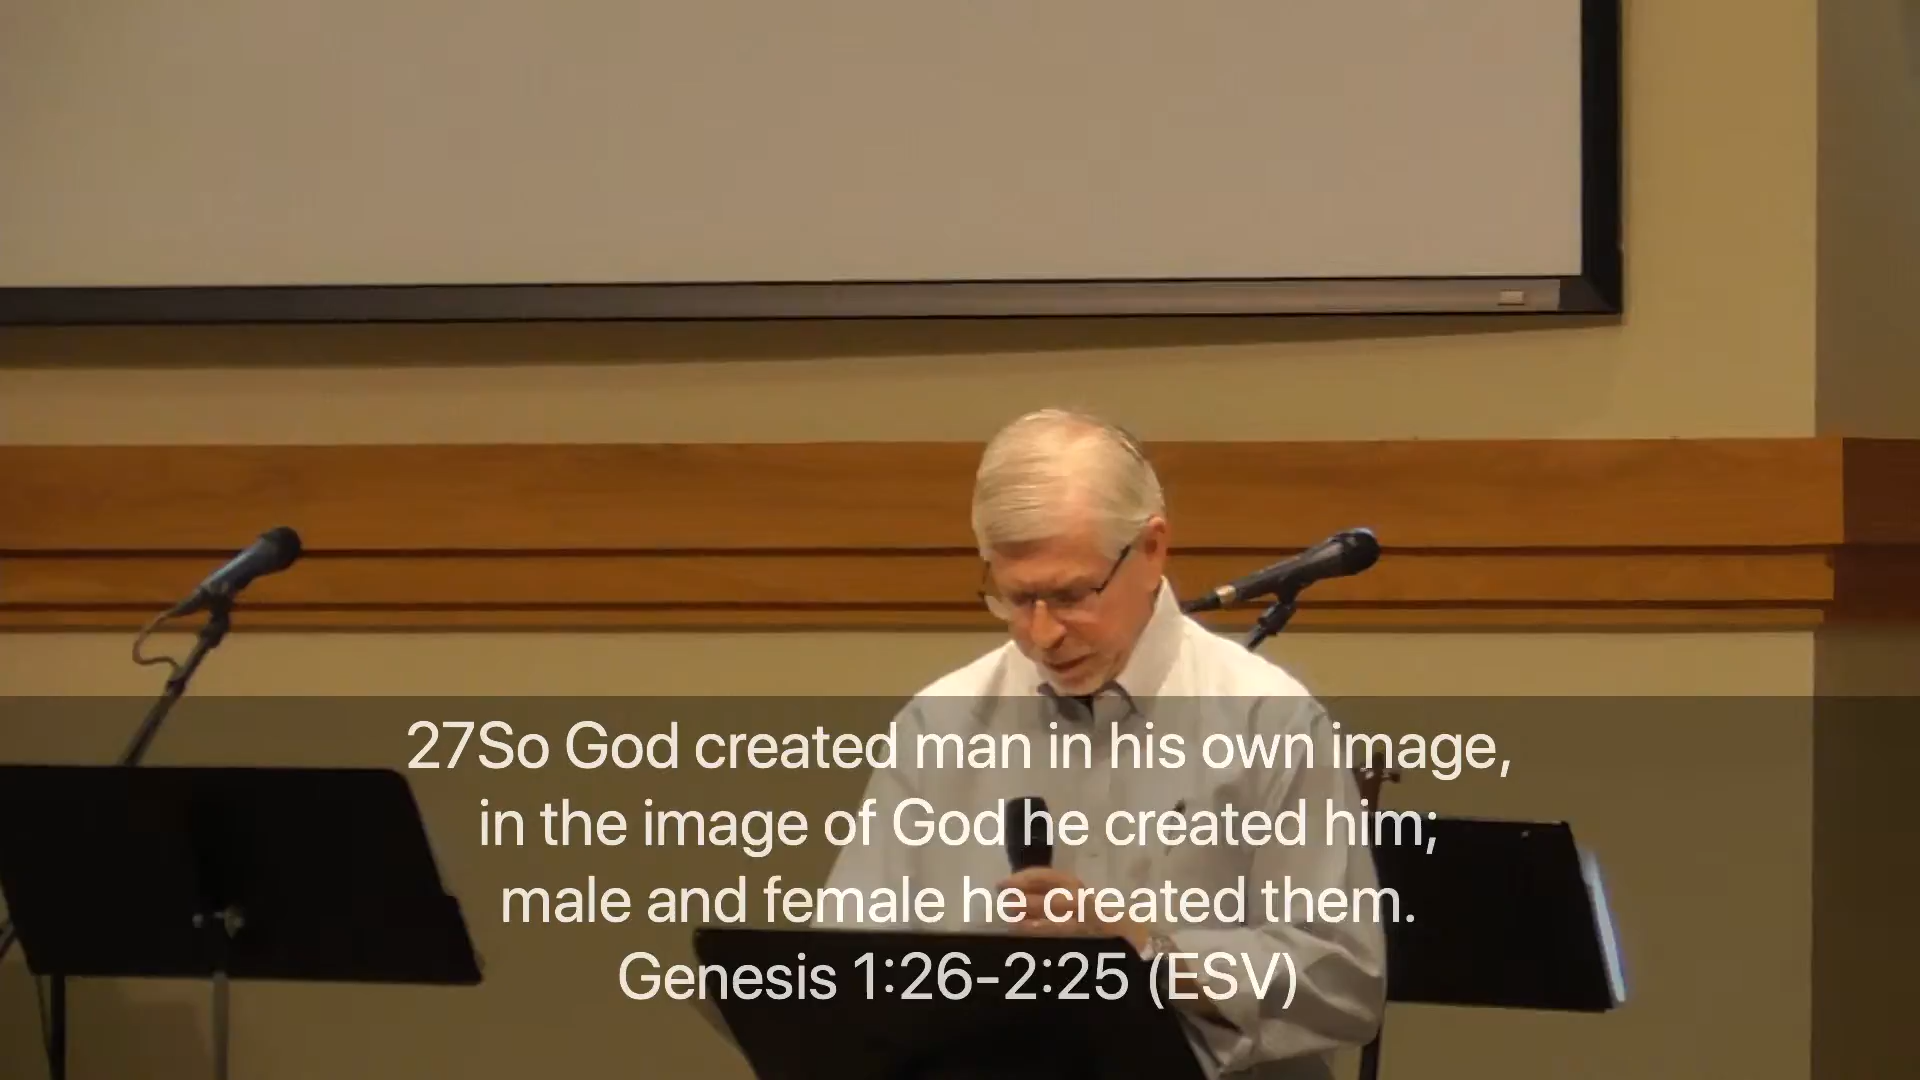 27So God created man in his own image,
in the image of God he created him;
male and female he created them.
Genesis 1:26-2:25 (ESV)